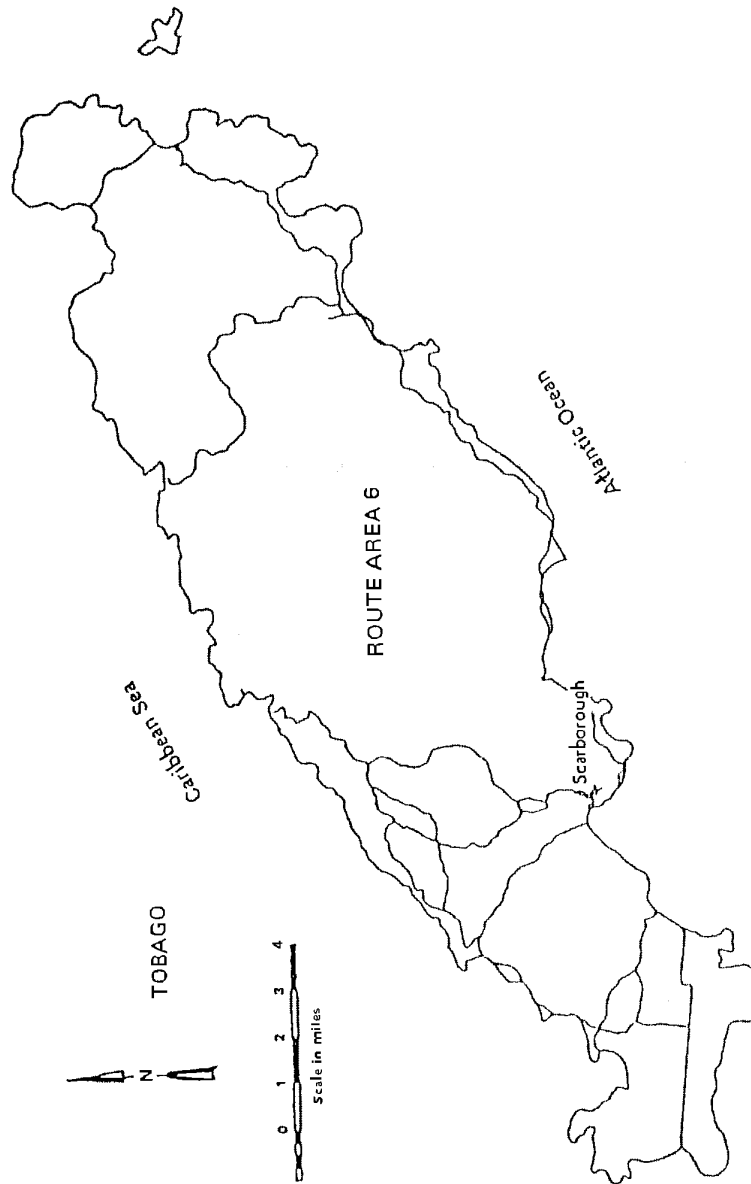 TOBAGO
N
0 1 2 3 4
Scale in miles
Caribbean Sea
ROUTE AREA 6
Scarborough
Atlantic Ocean